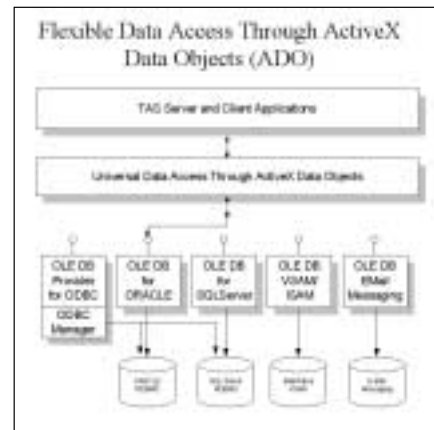 Flexible Data Access Through ActiveX
Data Objects (ADO)
TAG Server and Client Applications
Universal Data Access Through ActiveX Data Objects
OLE DB
Provider
for ODBC
ODBC
Manager
OLE DB
for
ORACLE
OLE DB
for
SQLServer
OLE DB
VSAM/
ISAM
OLE DB
EMail
Messaging